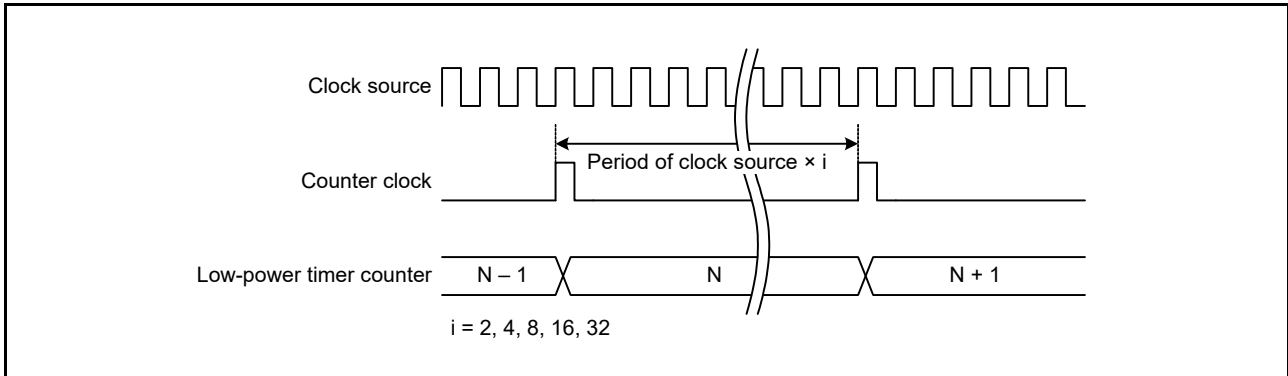 Clock source
Period of clock source × i
Counter clock
Low-power timer counter N – 1 N N + 1
i = 2, 4, 8, 16, 32